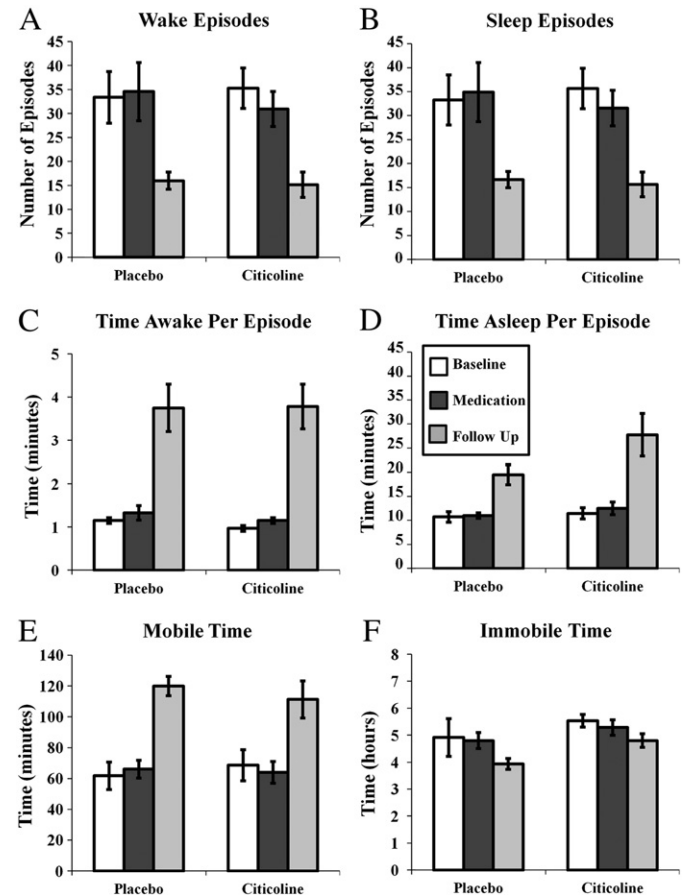 A
Wake Episodes
Number of Episodes
45
40
35
30
25
20
15
10
5
0
Placebo
Citicoline
B
Sleep Episodes
Number of Episodes
45
40
35
30
25
20
15
10
5
0
Placebo
Citicoline
C
Time Awake Per Episode
Time (minutes)
5
4
3
2
1
0
Placebo
Citicoline
D
Time Asleep Per Episode
Time (minutes)
45
40
35
30
25
20
15
10
5
0
Baseline
Medication
Follow Up
Placebo
Citicoline
E
Mobile Time
Time (minutes)
140
120
100
80
60
40
20
0
Placebo
Citicoline
F
Immobile Time
Time (hours)
8
7
6
5
4
3
2
1
0
Placebo
Citicoline